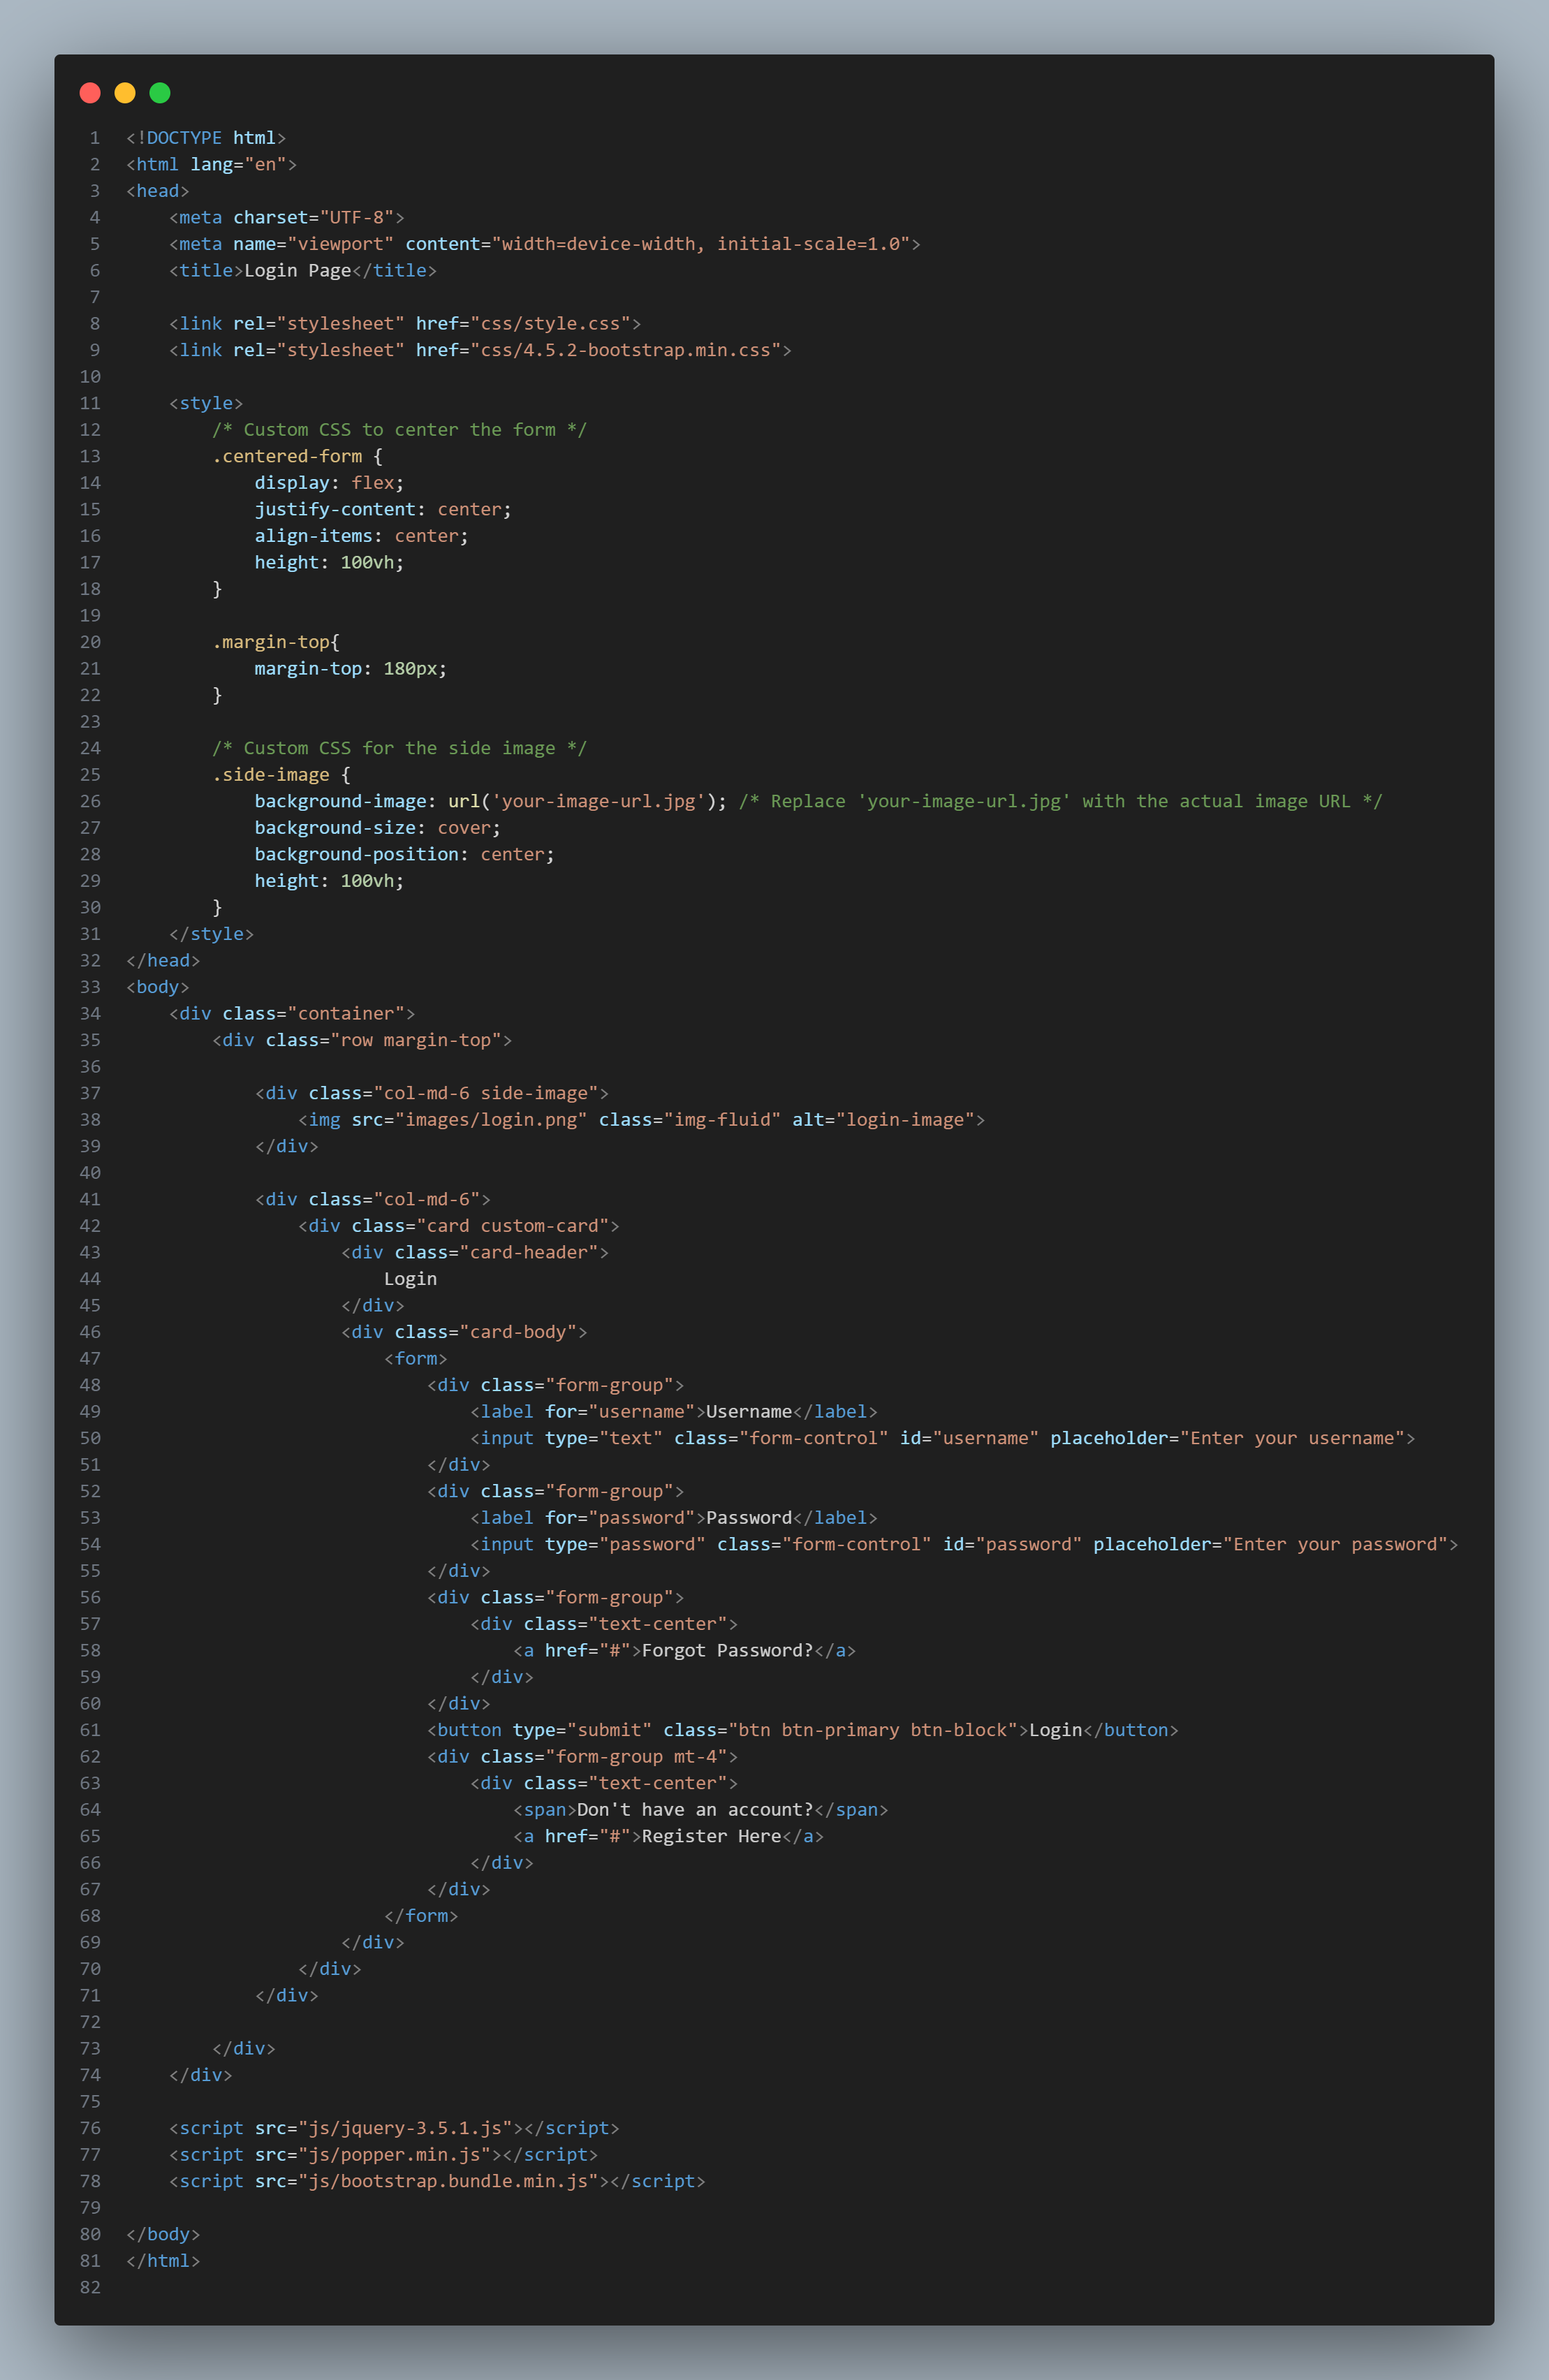 1 <!DOCTYPE html>
2 <html lang="en">
3 <head>
4     <meta charset="UTF-8">
5     <meta name="viewport" content="width=device-width, initial-scale=1.0">
6     <title>Login Page</title>
7
8     <link rel="stylesheet" href="css/style.css">
9     <link rel="stylesheet" href="css/4.5.2-bootstrap.min.css">
10
11     <style>
12         /* Custom CSS to center the form */
13         .centered-form {
14             display: flex;
15             justify-content: center;
16             align-items: center;
17             height: 100vh;
18         }
19
20         .margin-top{
21             margin-top: 180px;
22         }
23
24         /* Custom CSS for the side image */
25         .side-image {
26             background-image: url('your-image-url.jpg'); /* Replace 'your-image-url.jpg' with the actual image URL */
27             background-size: cover;
28             background-position: center;
29             height: 100vh;
30         }
31     </style>
32 </head>
33 <body>
34     <div class="container">
35         <div class="row margin-top">
36
37             <div class="col-md-6 side-image">
38                 <img src="images/login.png" class="img-fluid" alt="login-image">
39             </div>
40
41             <div class="col-md-6">
42                 <div class="card custom-card">
43                     <div class="card-header">
44                         Login
45                     </div>
46                     <div class="card-body">
47                         <form>
48                             <div class="form-group">
49                                 <label for="username">Username</label>
50                                 <input type="text" class="form-control" id="username" placeholder="Enter your username">
51                             </div>
52                             <div class="form-group">
53                                 <label for="password">Password</label>
54                                 <input type="password" class="form-control" id="password" placeholder="Enter your password">
55                             </div>
56                             <div class="form-group">
57                                 <div class="text-center">
58                                     <a href="#">Forgot Password?</a>
59                                 </div>
60                             </div>
61                             <button type="submit" class="btn btn-primary btn-block">Login</button>
62                             <div class="form-group mt-4">
63                                 <div class="text-center">
64                                     <span>Don't have an account?</span>
65                                     <a href="#">Register Here</a>
66                                 </div>
67                             </div>
68                         </form>
69                     </div>
70                 </div>
71             </div>
72
73         </div>
74     </div>
75
76     <script src="js/jquery-3.5.1.js"></script>
77     <script src="js/popper.min.js"></script>
78     <script src="js/bootstrap.bundle.min.js"></script>
79
80 </body>
81 </html>
82